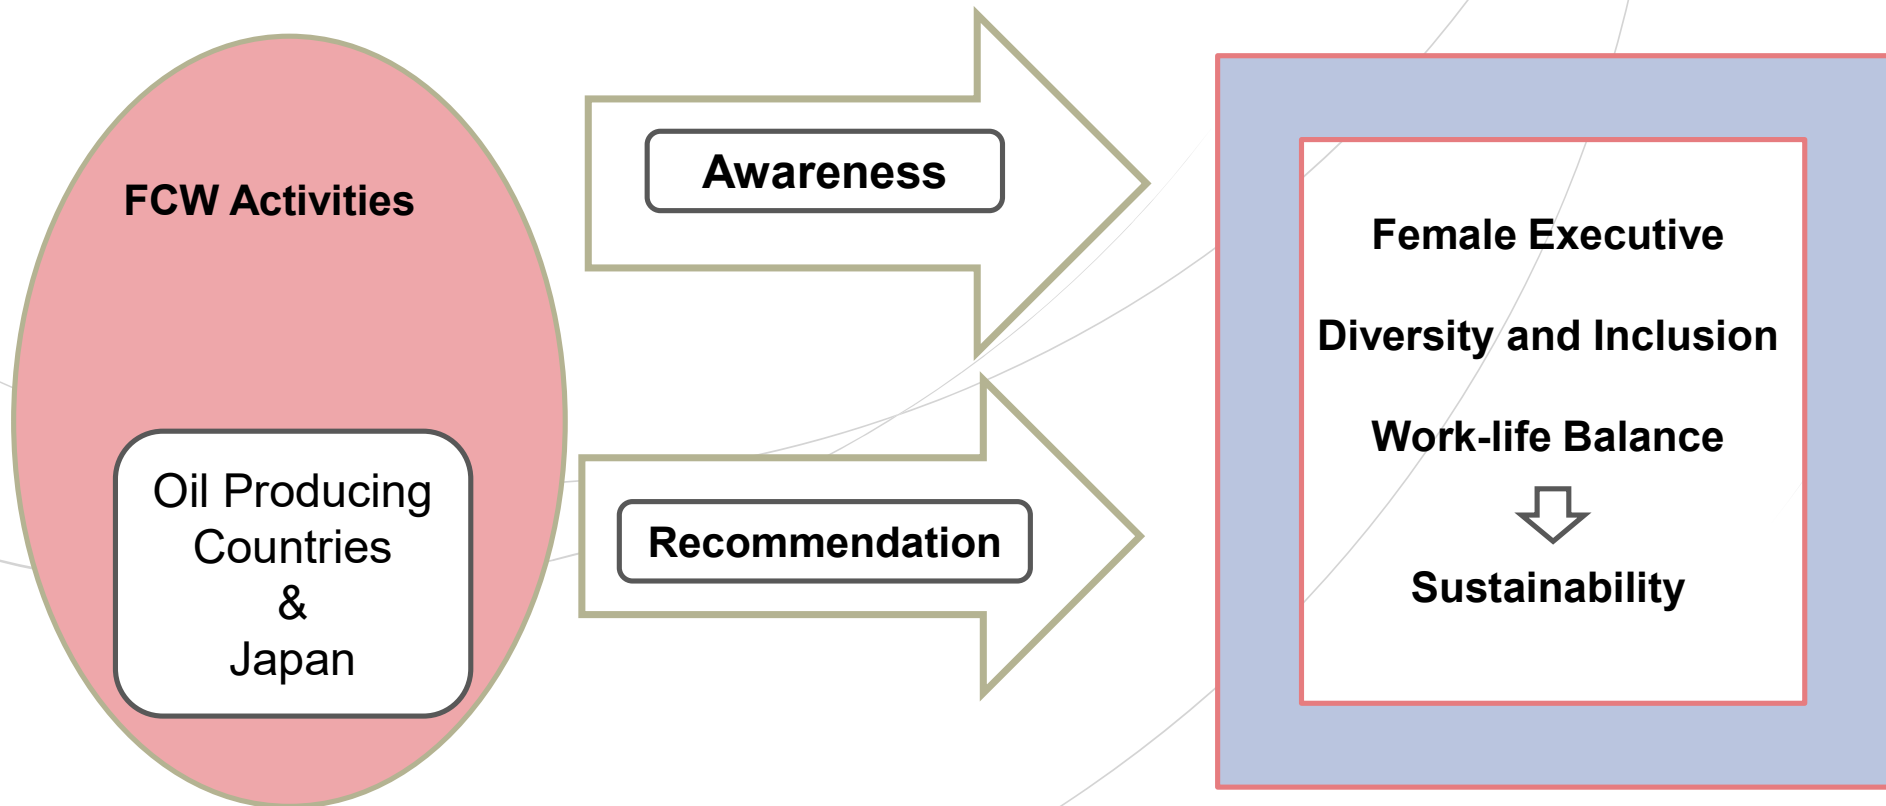 FCW Activities
Oil Producing
Countries
&
Japan
Awareness
Recommendation
Female Executive
Diversity and Inclusion
Work-life Balance
Sustainability